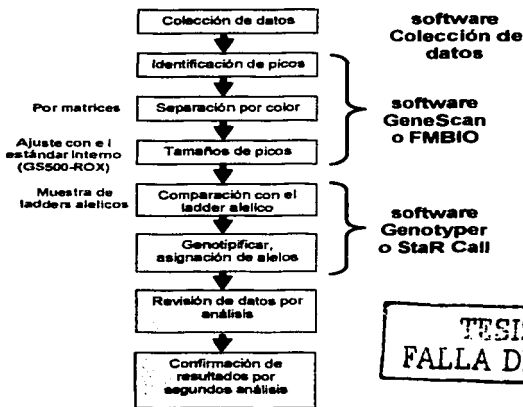 Colección de datos
software
Colección de
datos
Identificación de picos
Por matrices
Separación por color
software
GeneScan
o FMBIO
Ajuste con el
estándar interno
(GS500-ROX)
Tamaños de picos
Muestra de
ladders alelicos
Comparación con el
ladder alelico
software
Genotyper
o StaR Call
Genotipificar,
asignación de alelos
Revisión de datos por
análisis
Confirmación de
resultados por
segundos análisis
FALLA